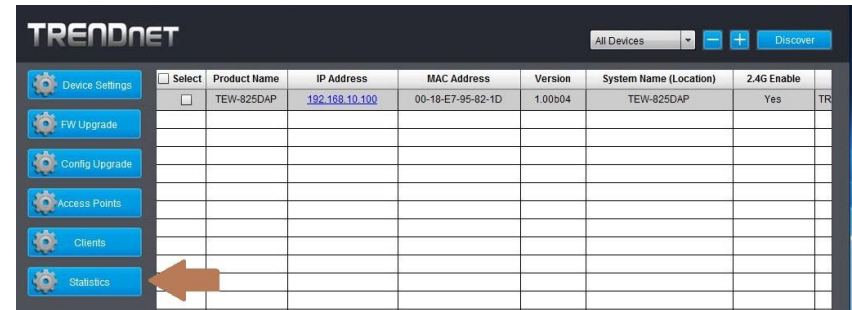 TRENDnet
All Devices
Discover
Device Settings
FW Upgrade
Config Upgrade
Access Points
Clients
Statistics
Select Product Name IP Address MAC Address Version System Name (Location) 2.4G Enable
TEW-825DAP 192.168.10.100 00-18-E7-95-82-1D 1.00b04 TEW-825DAP Yes TR